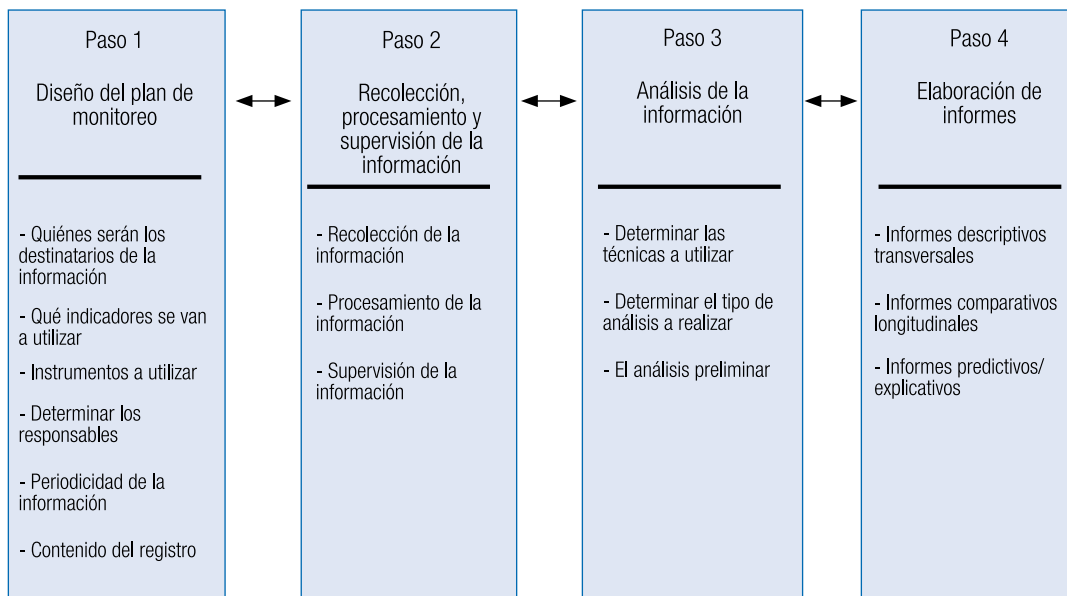 Paso 1
Diseño del plan de
monitoreo
- Quiénes serán los
destinatarios de la
información
- Qué indicadores se van
a utilizar
- Instrumentos a utilizar
- Determinar los
responsables
- Periodicidad de la
información
- Contenido del registro
Paso 2
Recolección,
procesamiento y
supervisión de la
información
- Recolección de la
información
- Procesamiento de la
información
- Supervisión de la
información
Paso 3
Análisis de la
información
- Determinar las
técnicas a utilizar
- Determinar el tipo de
análisis a realizar
- El análisis preliminar
Paso 4
Elaboración de
informes
- Informes descriptivos
transversales
- Informes comparativos
longitudinales
- Informes predictivos/
explicativos